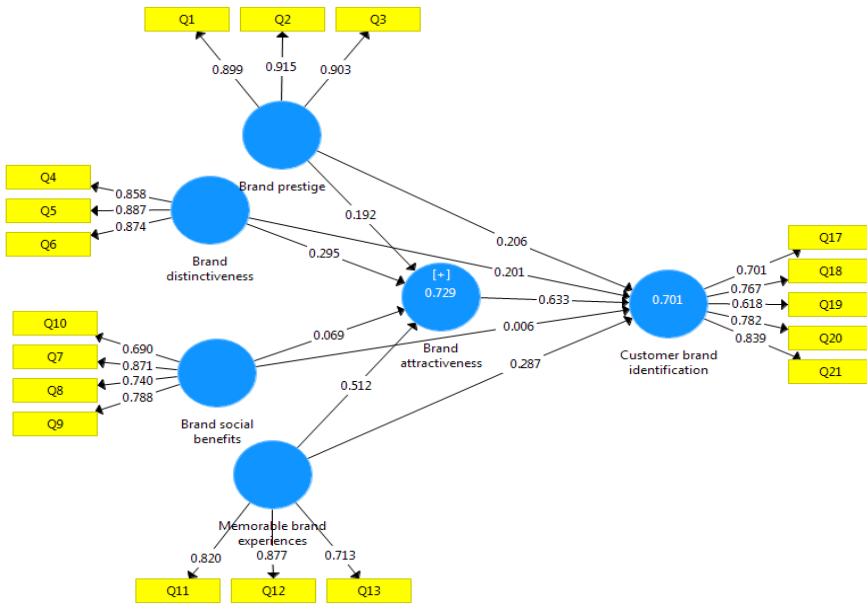 Q1
Q2
Q3
0.899
0.915
0.903
Brand prestige
Q4
Q5
Q6
0.858
0.887
0.874
Brand
distinctiveness
0.192
0.206
0.295
0.201
[+]
0.729
Brand
attractiveness
0.633
0.701
Customer brand
identification
0.701
0.767
0.618
0.782
0.839
Q17
Q18
Q19
Q20
Q21
Q10
Q7
Q8
Q9
0.690
0.871
0.740
0.788
Brand social
benefits
0.069
0.006
0.512
0.287
Memorable brand
experiences
0.820
0.877
0.713
Q11
Q12
Q13